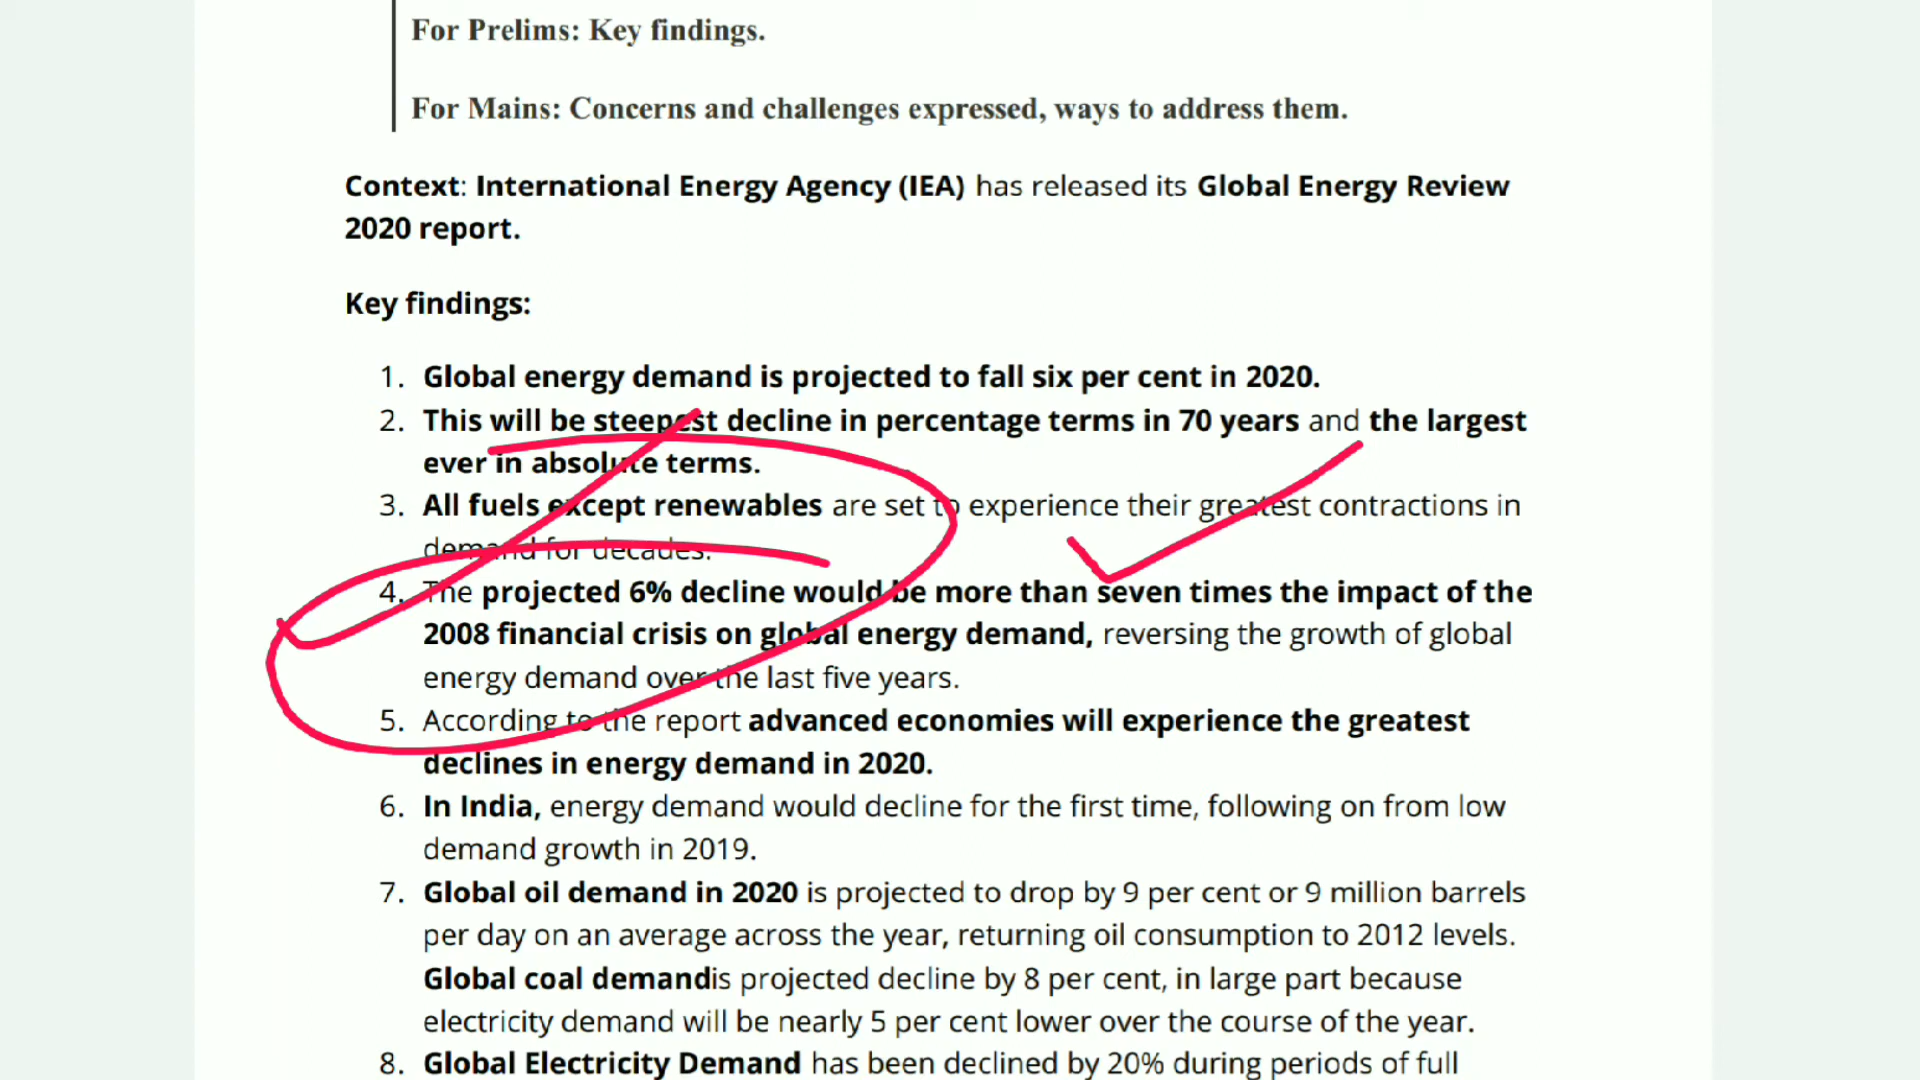 For Prelims: Key findings.
For Mains: Concerns and challenges expressed, ways to address them.
Context: International Energy Agency (IEA) has released its Global Energy Review
2020 report.
Key findings:
1. Global energy demand is projected to fall six per cent in 2020.
2. This will be steepest decline in percentage terms in 70 years and the largest
ever in absolute terms.
3. All fuels except renewables are set to experience their greatest contractions in
demand for decades.
4. The projected 6% decline would be more than seven times the impact of the
2008 financial crisis on global energy demand, reversing the growth of global
energy demand over the last five years.
5. According to the report advanced economies will experience the greatest
declines in energy demand in 2020.
6. In India, energy demand would decline for the first time, following on from low
demand growth in 2019.
7. Global oil demand in 2020 is projected to drop by 9 per cent or 9 million barrels
per day on an average across the year, returning oil consumption to 2012 levels.
Global coal demandis projected decline by 8 per cent, in large part because
electricity demand will be nearly 5 per cent lower over the course of the year.
8. Global Electricity Demand has been declined by 20% during periods of full